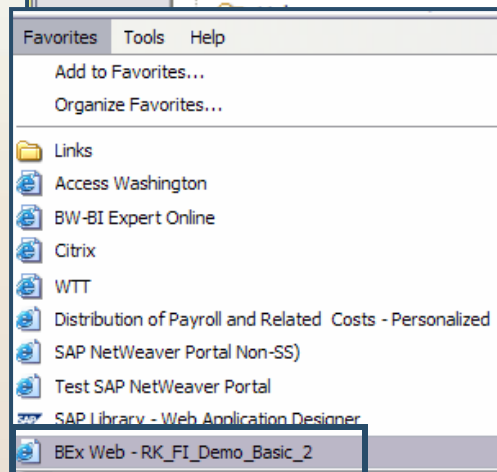 Favorites Tools Help
Add to Favorites...
Organize Favorites...
Links
Access Washington
BW-BI Expert Online
Citrix
WTT
Distribution of Payroll and Related Costs - Personalized
SAP NetWeaver Portal Non-SS)
Test SAP NetWeaver Portal
SAP Library - Web Application Designer
BEx Web - RK_FI_Demo_Basic_2